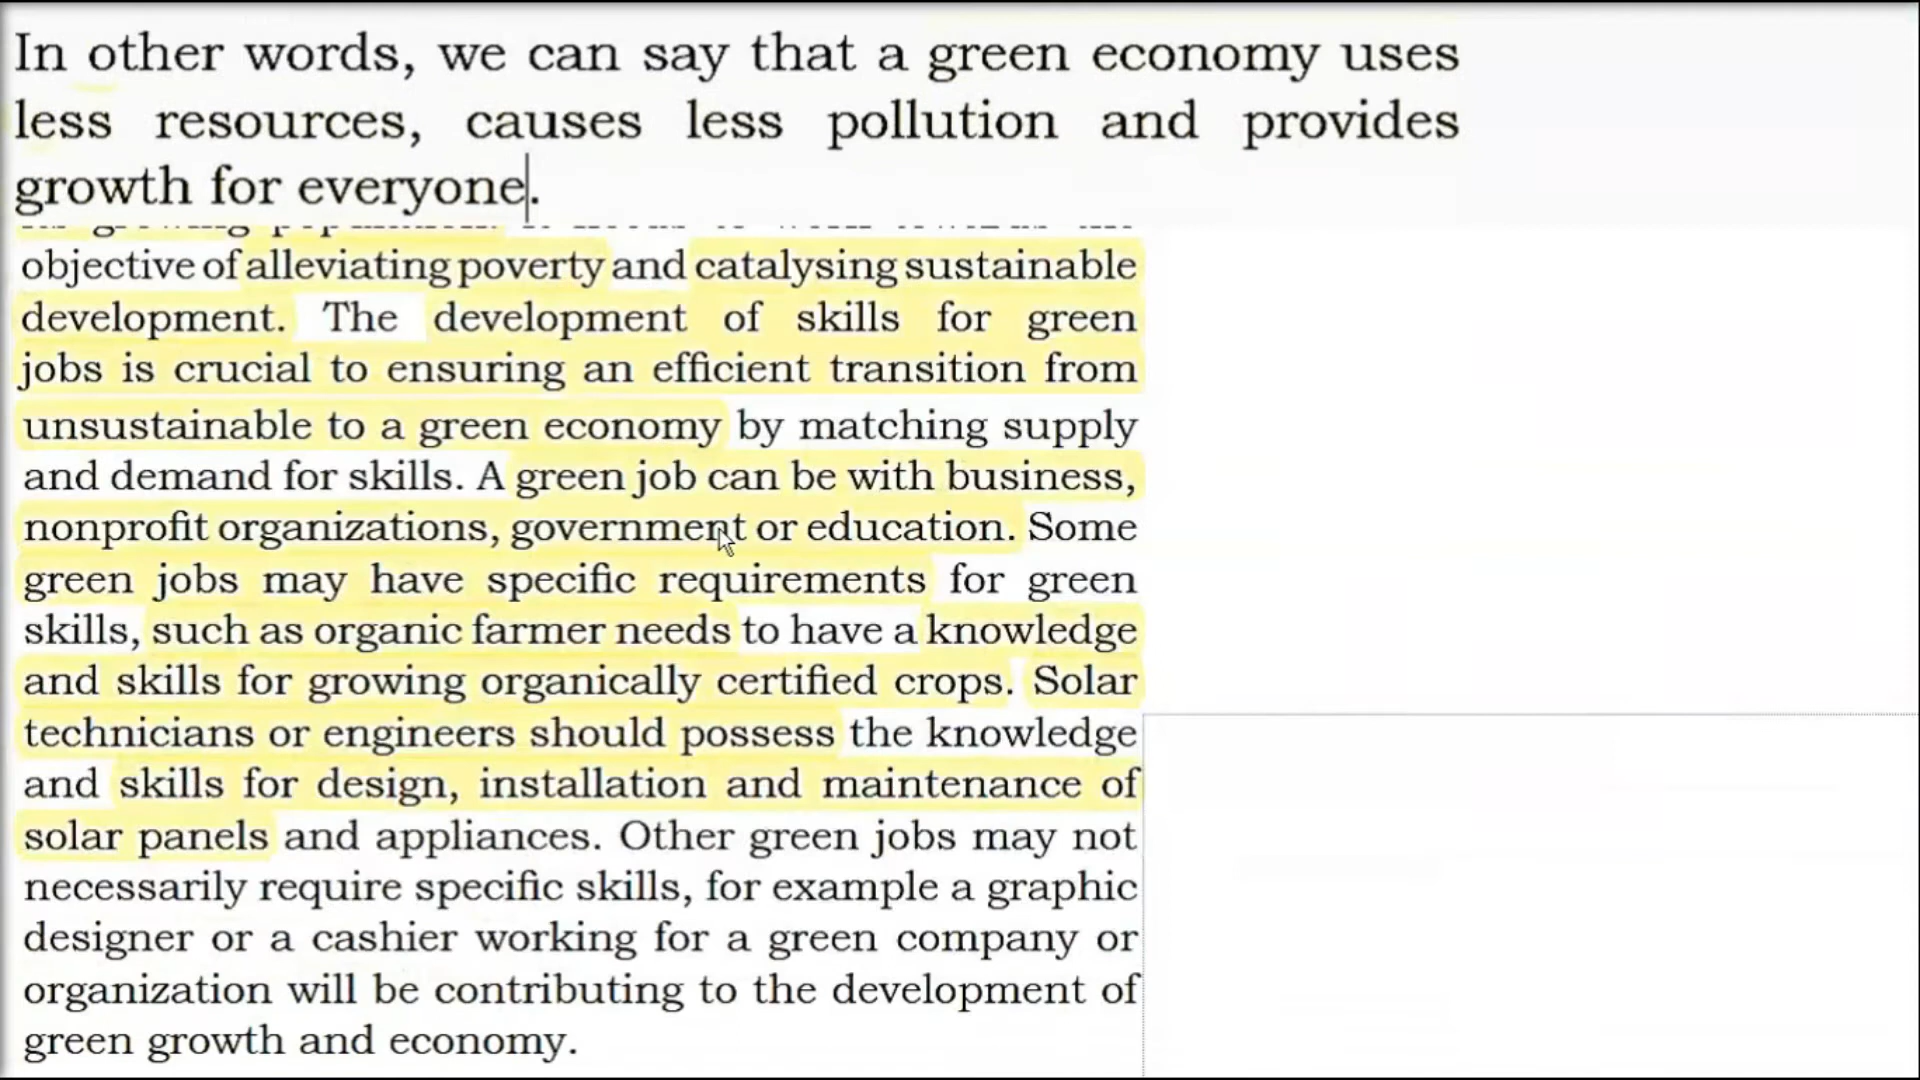 In other words, we can say that a green economy uses
less resources, causes less pollution and provides
growth for everyone.
objective of alleviating poverty and catalysing sustainable
development. The development of skills for green
jobs is crucial to ensuring an efficient transition from
unsustainable to a green economy by matching supply
and demand for skills. A green job can be with business,
nonprofit organizations, government or education. Some
green jobs may have specific requirements for green
skills, such as organic farmer needs to have a knowledge
and skills for growing organically certified crops. Solar
technicians or engineers should possess the knowledge
and skills for design, installation and maintenance of
solar panels and appliances. Other green jobs may not
necessarily require specific skills, for example a graphic
designer or a cashier working for a green company or
organization will be contributing to the development of
green growth and economy.